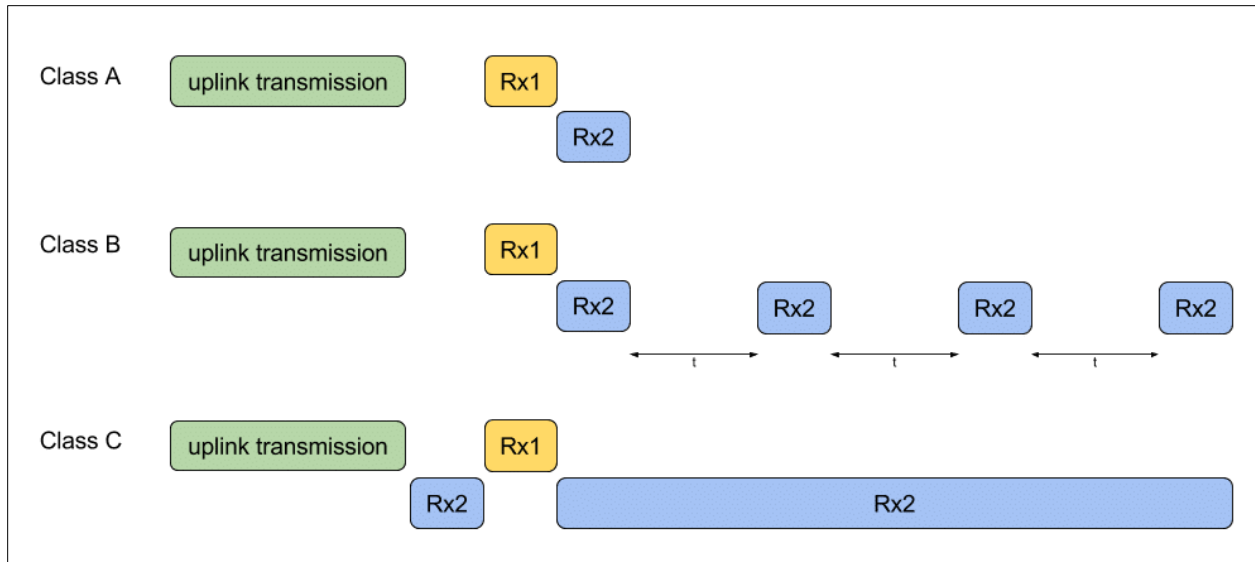 Class A
uplink transmission
Rx1
Rx2
Class B
uplink transmission
Rx1
Rx2
Rx2
Rx2
Rx2
t
t
t
Class C
uplink transmission
Rx1
Rx2
Rx2